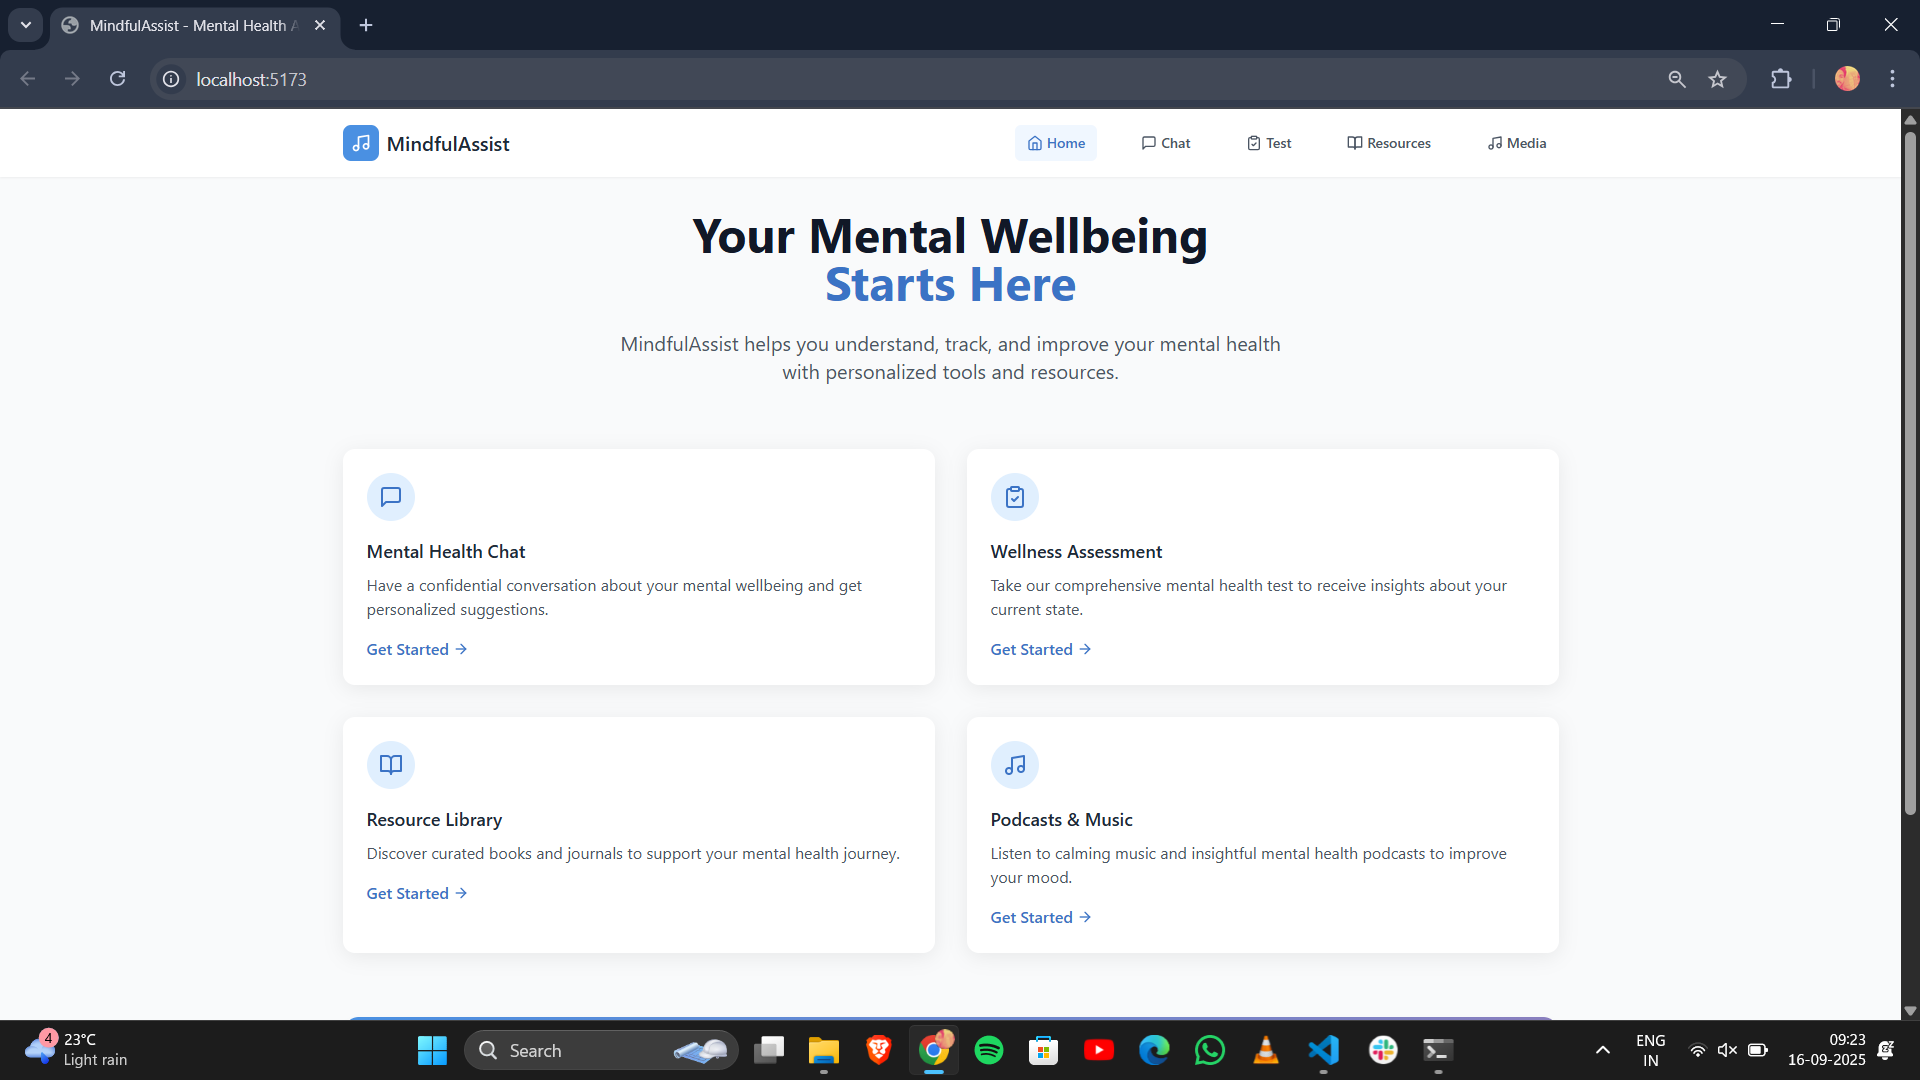 MindfulAssist - Mental Health A
localhost:5173
MindfulAssist
Home
Chat
Test
Resources
Media
Your Mental Wellbeing
Starts Here
MindfulAssist helps you understand, track, and improve your mental health
with personalized tools and resources.
Mental Health Chat
Have a confidential conversation about your mental wellbeing and get
personalized suggestions.
Get Started →
Wellness Assessment
Take our comprehensive mental health test to receive insights about your
current state.
Get Started →
Resource Library
Discover curated books and journals to support your mental health journey.
Get Started →
Podcasts & Music
Listen to calming music and insightful mental health podcasts to improve
your mood.
Get Started →
4
23°C
Light rain
Search
ENG
IN
09:23
16-09-2025